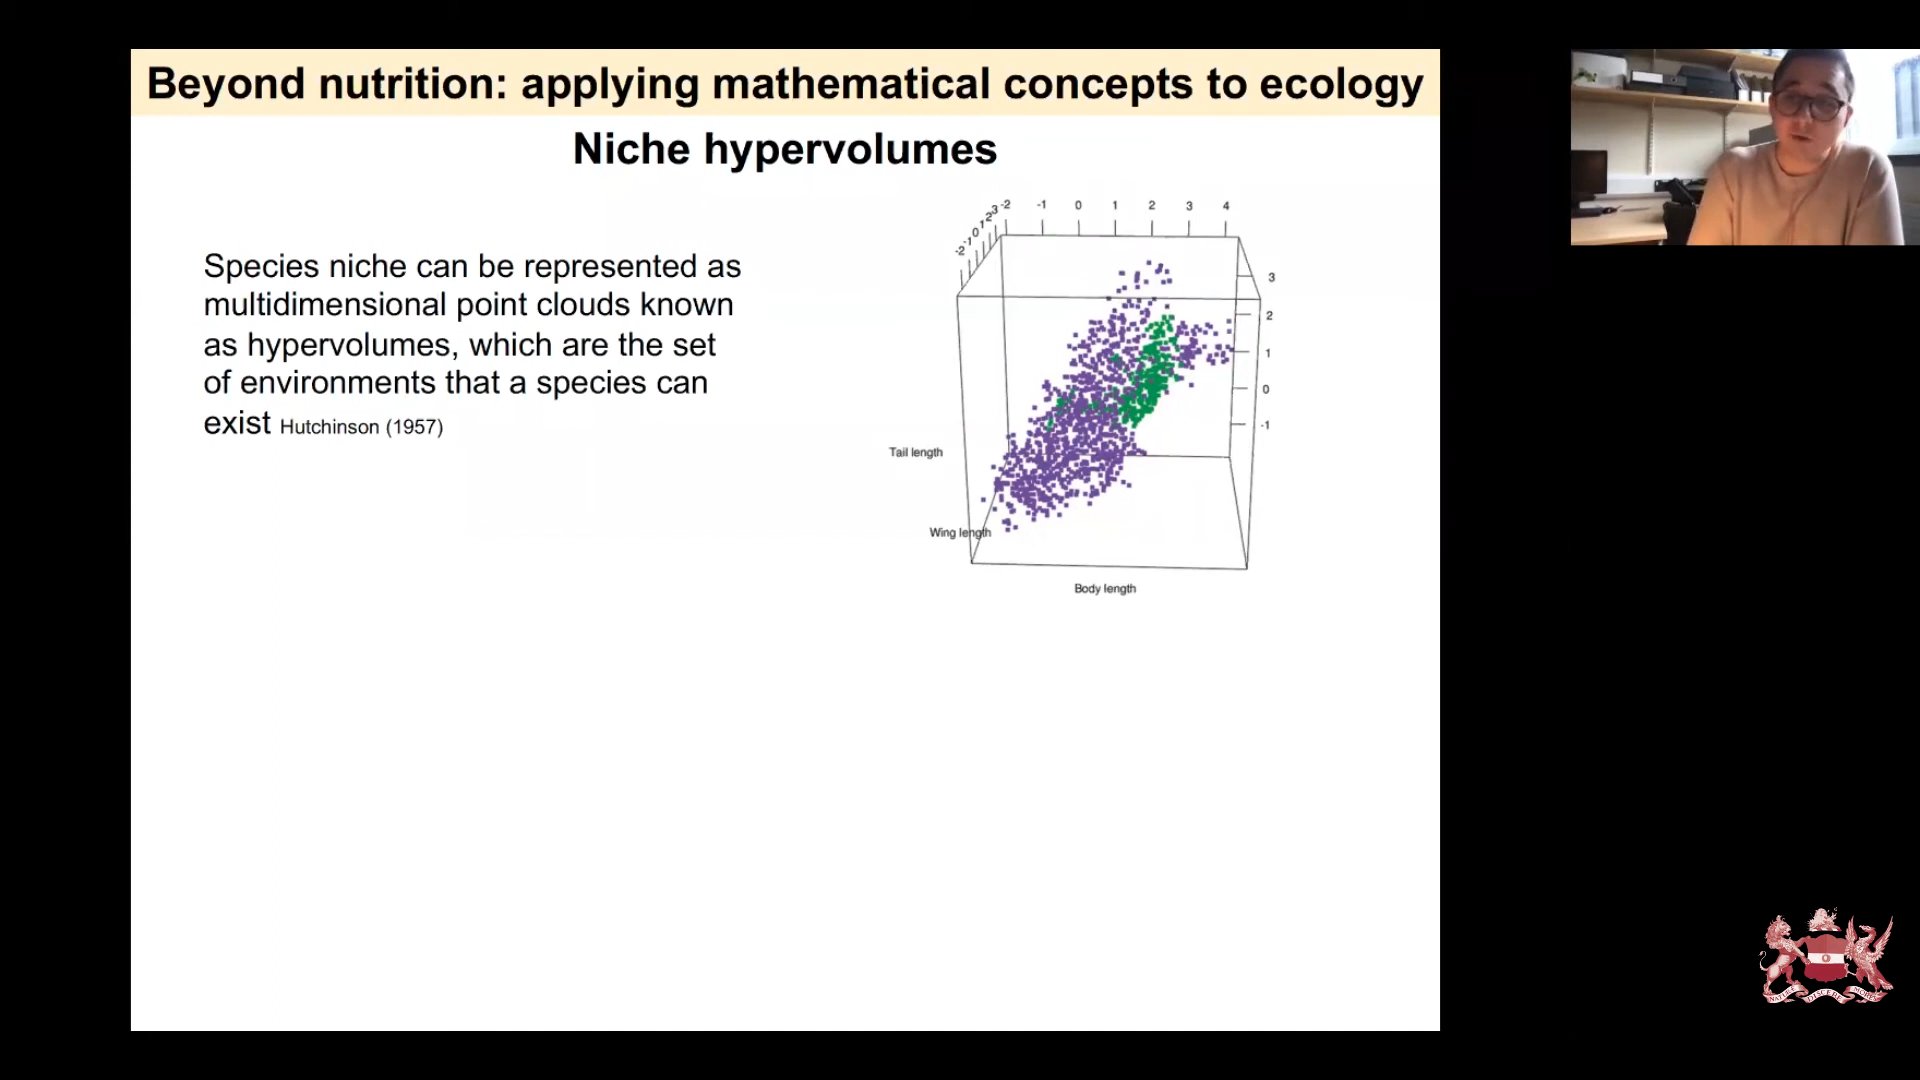 Beyond nutrition: applying mathematical concepts to ecology
Niche hypervolumes
Species niche can be represented as
multidimensional point clouds known
as hypervolumes, which are the set
of environments that a species can
exist Hutchinson (1957)
-2 -1 0 1 2 3 4
-2 -1 0 1 2 3
3
2
1
0
-1
Tail length
Wing length
Body length